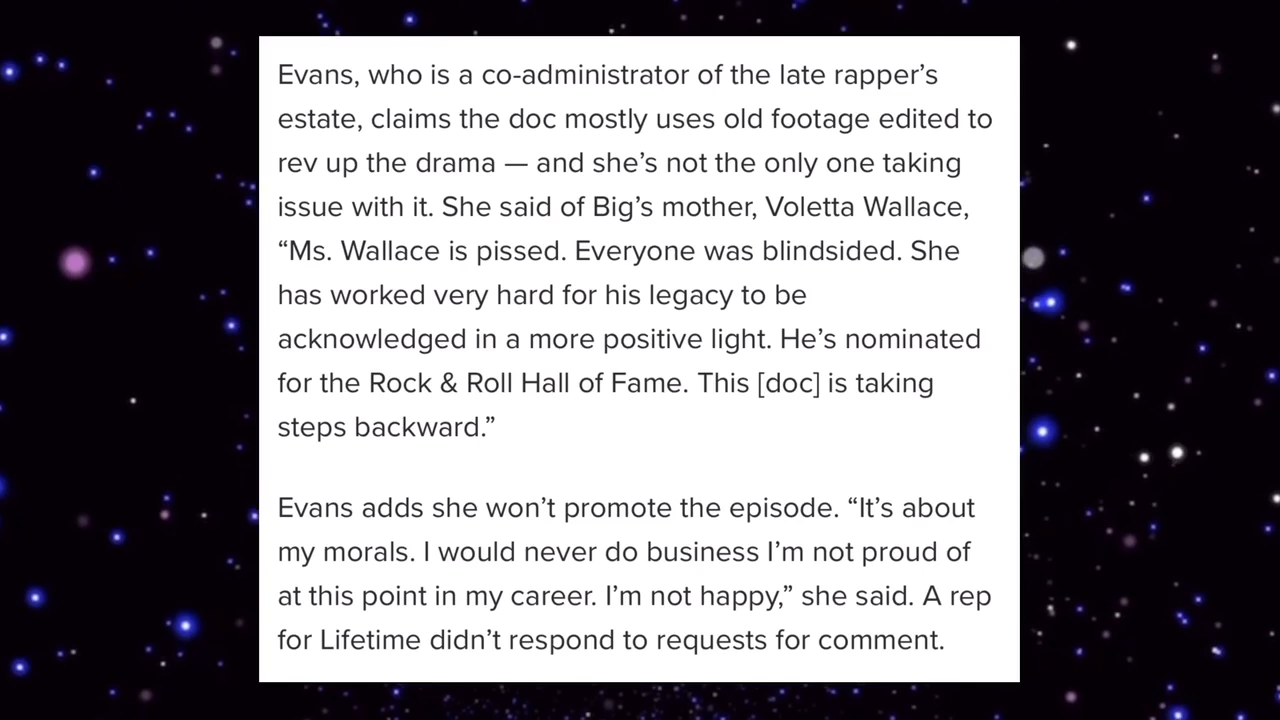 Evans, who is a co-administrator of the late rapper’s
estate, claims the doc mostly uses old footage edited to
rev up the drama — and she’s not the only one taking
issue with it. She said of Big’s mother, Voletta Wallace,
“Ms. Wallace is pissed. Everyone was blindsided. She
has worked very hard for his legacy to be
acknowledged in a more positive light. He’s nominated
for the Rock & Roll Hall of Fame. This [doc] is taking
steps backward.”
Evans adds she won’t promote the episode. “It’s about
my morals. I would never do business I’m not proud of
at this point in my career. I’m not happy,” she said. A rep
for Lifetime didn’t respond to requests for comment.